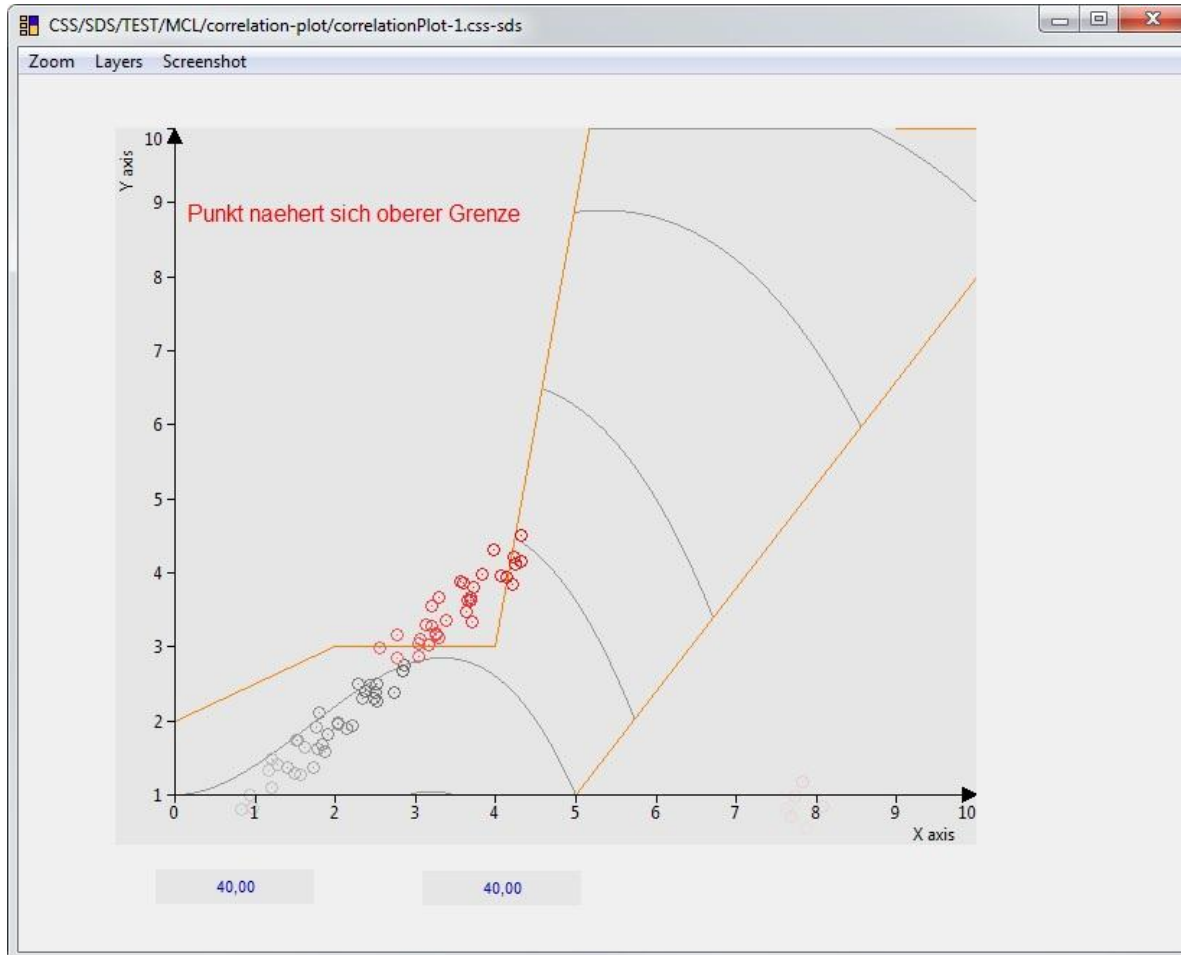 CSS/SDS/TEST/MCL/correlation-plot/correlationPlot-1.css-sds
Zoom Layers Screenshot
Y axis
10
9
8
7
6
5
4
3
2
1
Punkt naehert sich oberer Grenze
0 1 2 3 4 5 6 7 8 9 10
X axis
40,00 40,00